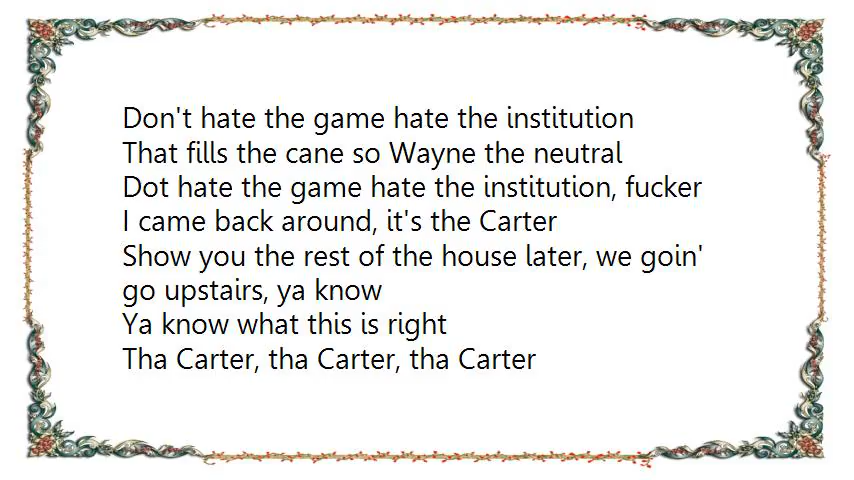 Don't hate the game hate the institution
That fills the cane so Wayne the neutral
Dot hate the game hate the institution, fucker
I came back around, it's the Carter
Show you the rest of the house later, we goin'
go upstairs, ya know
Ya know what this is right
Tha Carter, tha Carter, tha Carter